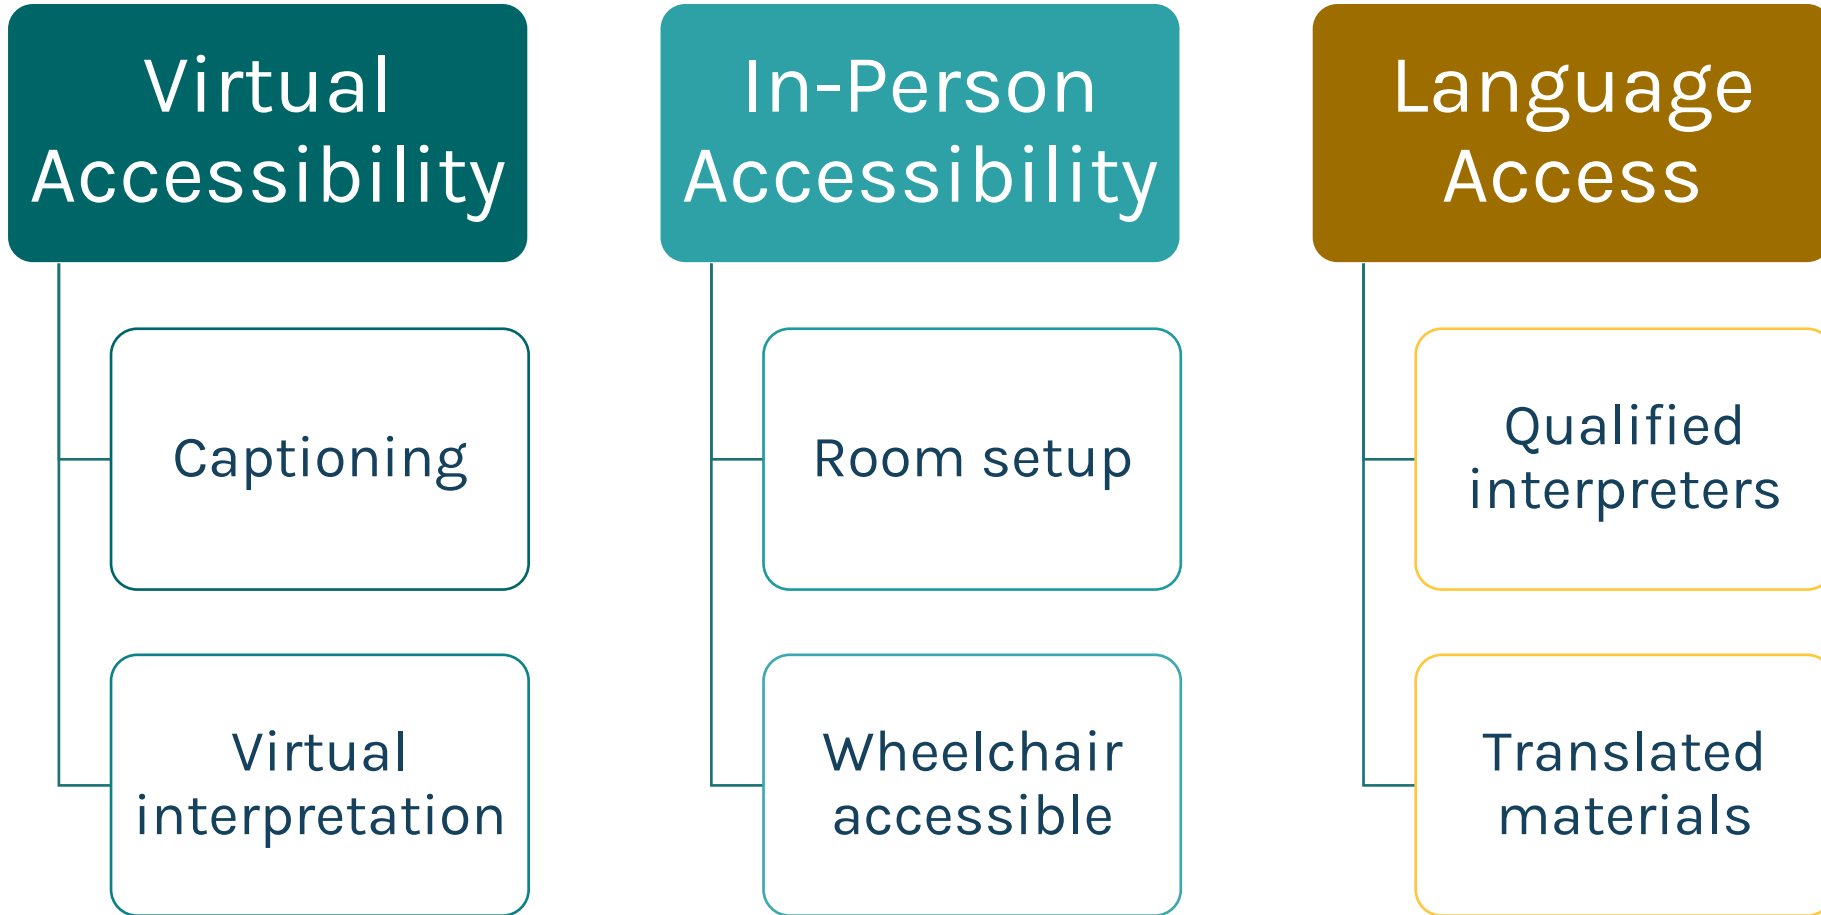 Virtual
Accessibility
Captioning
Virtual
interpretation
In-Person
Accessibility
Room setup
Wheelchair
accessible
Language
Access
Qualified
interpreters
Translated
materials